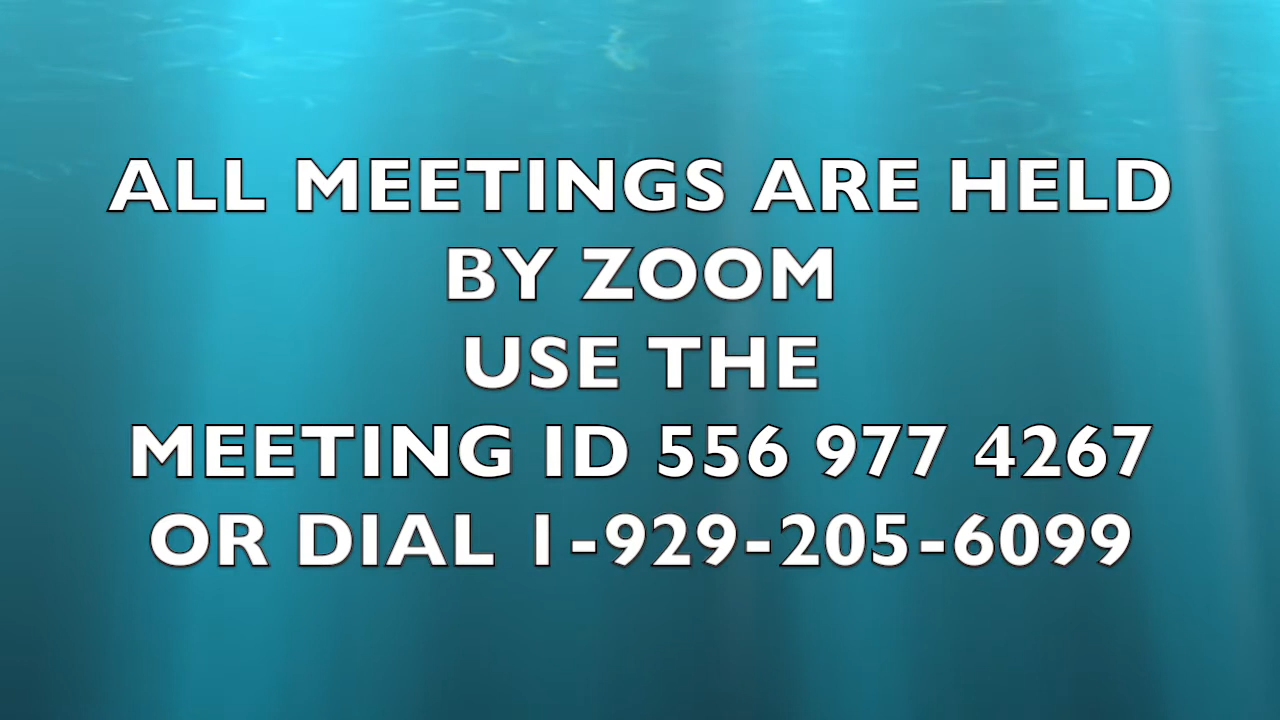 ALL MEETINGS ARE HELD
BY ZOOM
USE THE
MEETING ID 556 977 4267
OR DIAL 1-929-205-6099